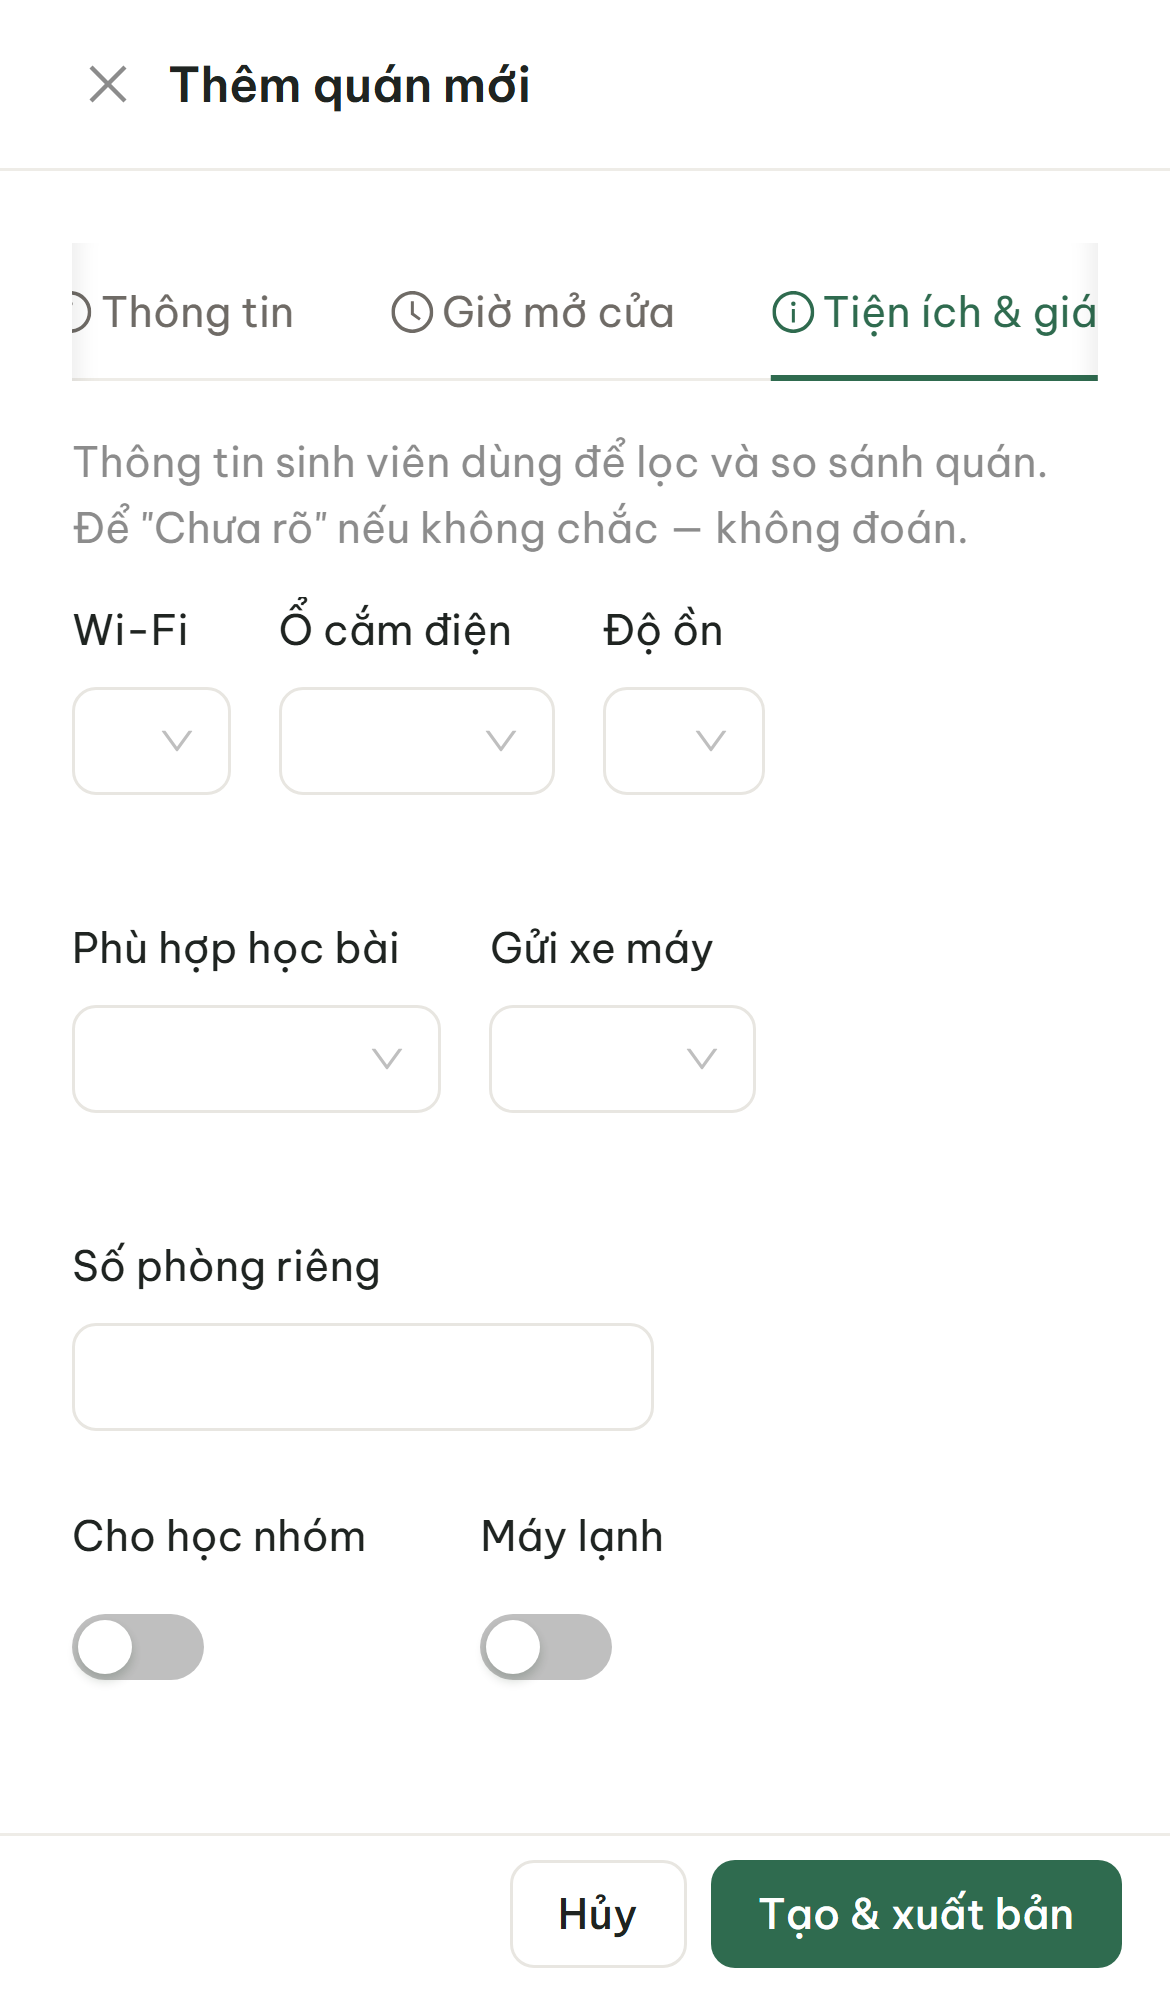 Thêm quán mới
Thông tin
Giờ mở cửa
Tiện ích & giá
Thông tin sinh viên dùng để lọc và so sánh quán.
Để "Chưa rõ" nếu không chắc — không đoán.
Wi-Fi
Ổ cắm điện
Độ ồn
Phù hợp học bài
Gửi xe máy
Số phòng riêng
Cho học nhóm
Máy lạnh
Hủy
Tạo & xuất bản